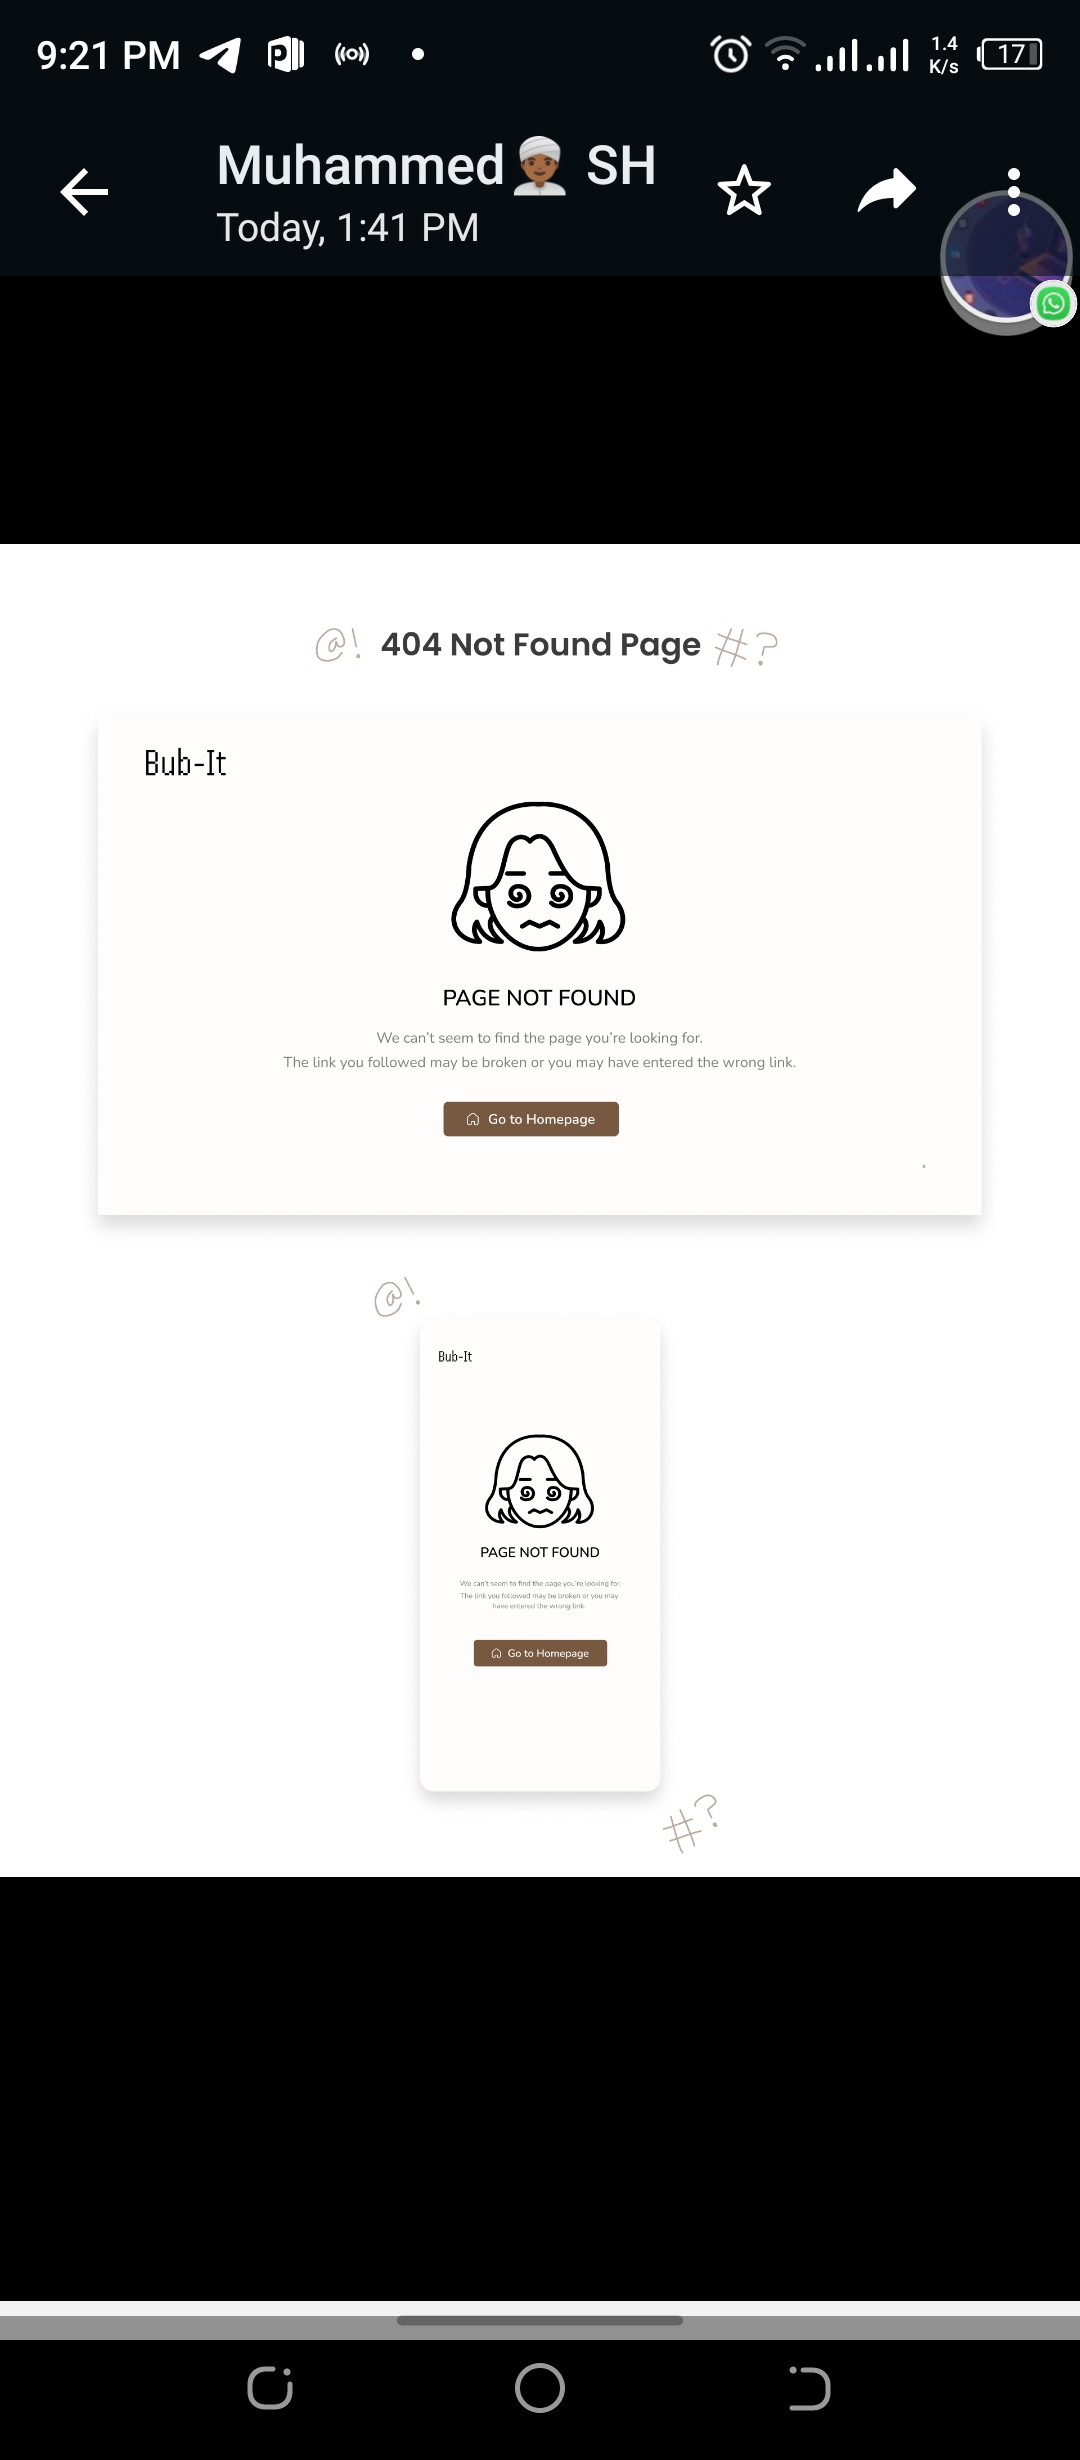 9:21 PM
1.4
K/s
17
Muhammed SH
Today, 1:41 PM
@! 404 Not Found Page #?
Bub-It
PAGE NOT FOUND
We can't seem to find the page you're looking for.
The link you followed may be broken or you may have entered the wrong link.
Go to Homepage
@!
Bub-It
PAGE NOT FOUND
We can't seem to find the page you're looking for.
The link you followed may be broken or you may
have entered the wrong link.
Go to Homepage
#?